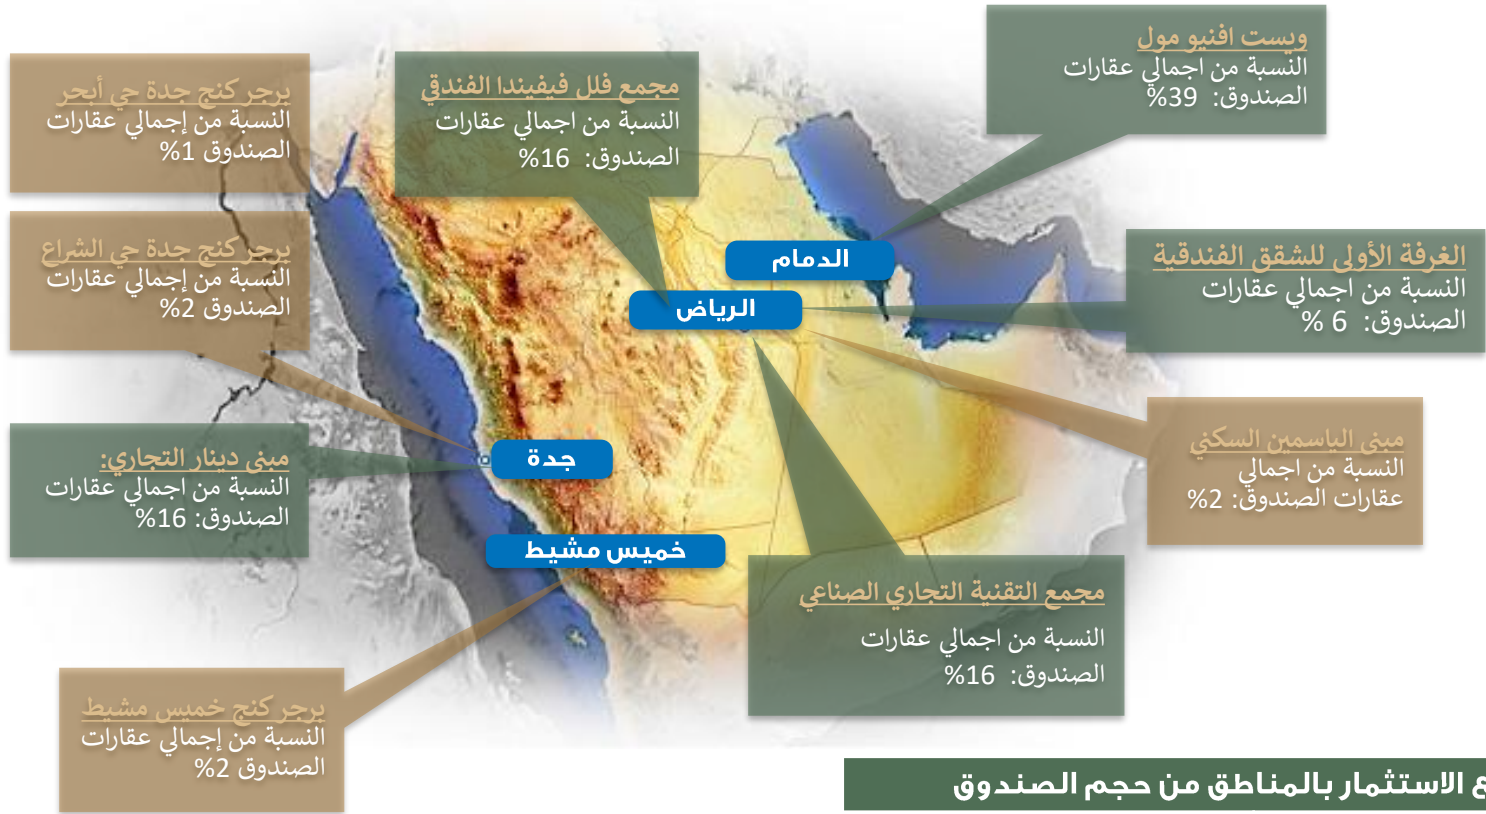 ويست افنيو مول
النسبة من اجمالي عقارات
الصندوق: 39%
مجمع فلل فيفيندا الفندقي
النسبة من اجمالي عقارات
الصندوق: 16%
برجر كنج جدة حي أبحر
النسبة من إجمالي عقارات
الصندوق 1%
برجر كنج جدة حي الشراع
النسبة من إجمالي عقارات
الصندوق 2%
الغرفة الأولى للشقق الفندقية
النسبة من اجمالي عقارات
الصندوق: 6 %
الدمام
الرياض
جدة
خميس مشيط
مبنى الياسمين السكني
النسبة من اجمالي
عقارات الصندوق: 2%
مبنى دينار التجاري:
النسبة من اجمالي عقارات
الصندوق: 16%
مجمع التقنية التجاري الصناعي
النسبة من اجمالي عقارات
الصندوق: 16%
برجر كنج خميس مشيط
النسبة من إجمالي عقارات
الصندوق 2%
ع الاستثمار بالمناطق من حجم الصندوق